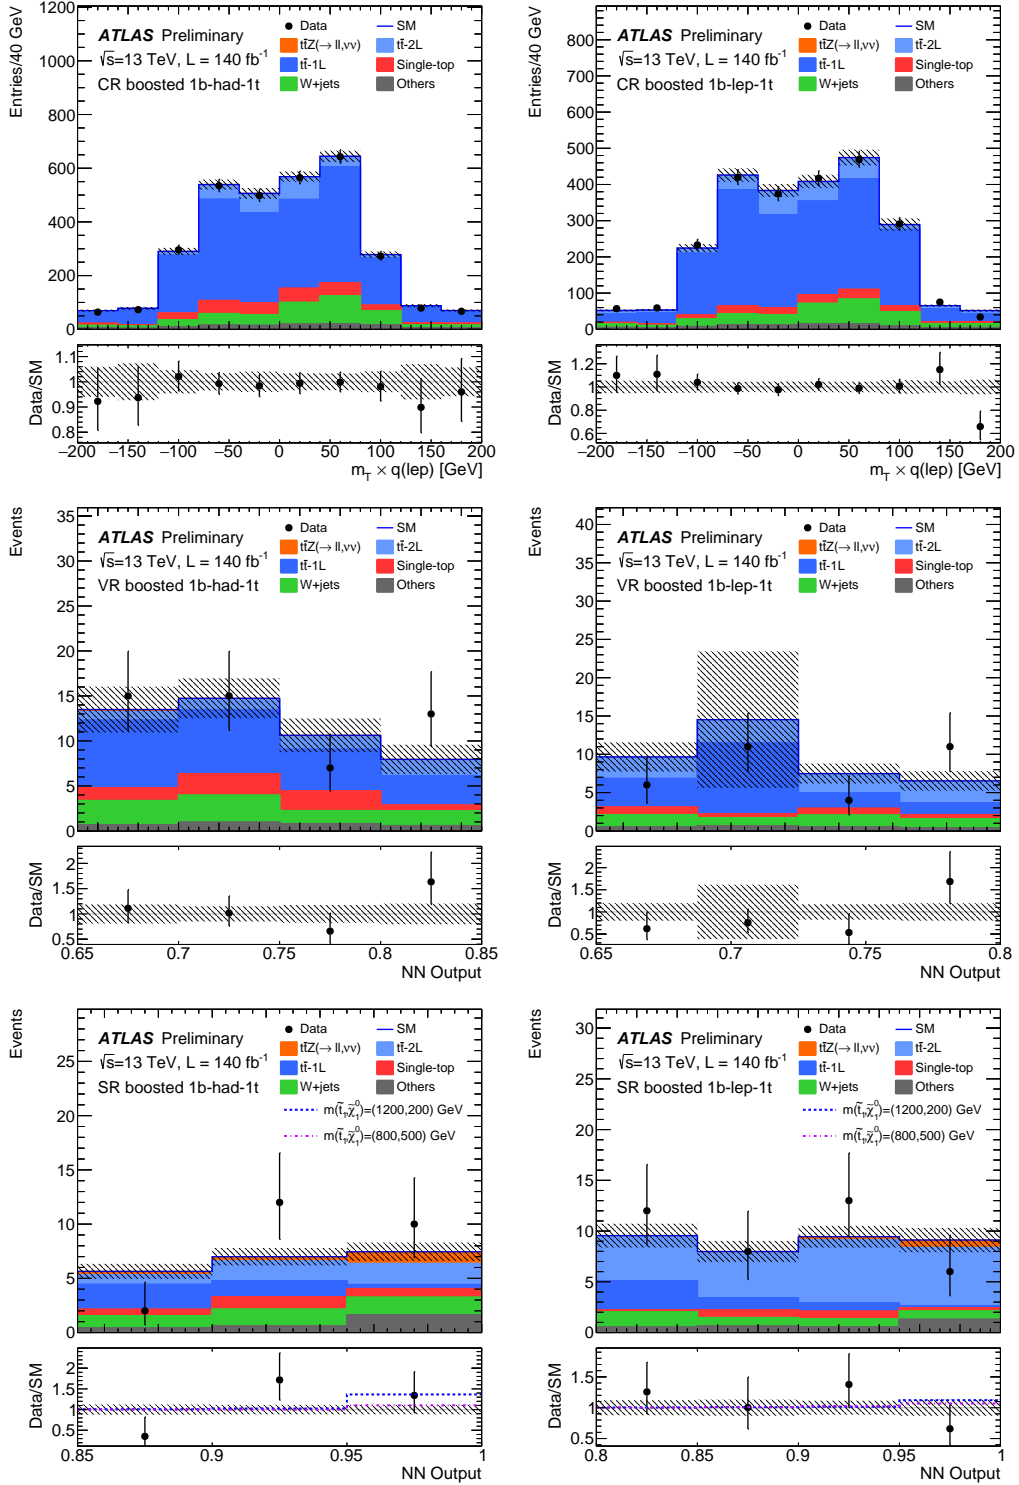 Entries/40 GeV
1200
1000
800
600
400
200
0
ATLAS Preliminary
√s=13 TeV, L = 140 fb⁻¹
CR boosted 1b-had-1t
Data
SM
tt̄Z(→ ll,νν)
tt̄-2L
tt̄-1L
Single-top
W+jets
Others
Data/SM
1.1
1
0.9
0.8
−200 −150 −100 −50 0 50 100 150 200
m_T × q(lep) [GeV]
Entries/40 GeV
800
700
600
500
400
300
200
100
0
ATLAS Preliminary
√s=13 TeV, L = 140 fb⁻¹
CR boosted 1b-lep-1t
Data
SM
tt̄Z(→ ll,νν)
tt̄-2L
tt̄-1L
Single-top
W+jets
Others
Data/SM
1.2
1
0.8
0.6
−200 −150 −100 −50 0 50 100 150 200
m_T × q(lep) [GeV]
Events
35
30
25
20
15
10
5
0
ATLAS Preliminary
√s=13 TeV, L = 140 fb⁻¹
VR boosted 1b-had-1t
Data
SM
tt̄Z(→ ll,νν)
tt̄-2L
tt̄-1L
Single-top
W+jets
Others
Data/SM
2
1.5
1
0.5
0.65 0.7 0.75 0.8 0.85
NN Output
Events
40
35
30
25
20
15
10
5
0
ATLAS Preliminary
√s=13 TeV, L = 140 fb⁻¹
VR boosted 1b-lep-1t
Data
SM
tt̄Z(→ ll,νν)
tt̄-2L
tt̄-1L
Single-top
W+jets
Others
Data/SM
2
1.5
1
0.5
0.65 0.7 0.75 0.8
NN Output
Events
25
20
15
10
5
0
ATLAS Preliminary
√s=13 TeV, L = 140 fb⁻¹
SR boosted 1b-had-1t
Data
SM
tt̄Z(→ ll,νν)
tt̄-2L
tt̄-1L
Single-top
W+jets
Others
m(t̃₁,χ̃₁⁰)=(1200,200) GeV
m(t̃₁,χ̃₁⁰)=(800,500) GeV
Data/SM
2
1.5
1
0.5
0.85 0.9 0.95 1
NN Output
Events
30
25
20
15
10
5
0
ATLAS Preliminary
√s=13 TeV, L = 140 fb⁻¹
SR boosted 1b-lep-1t
Data
SM
tt̄Z(→ ll,νν)
tt̄-2L
tt̄-1L
Single-top
W+jets
Others
m(t̃₁,χ̃₁⁰)=(1200,200) GeV
m(t̃₁,χ̃₁⁰)=(800,500) GeV
Data/SM
1.5
1
0.5
0.8 0.85 0.9 0.95 1
NN Output